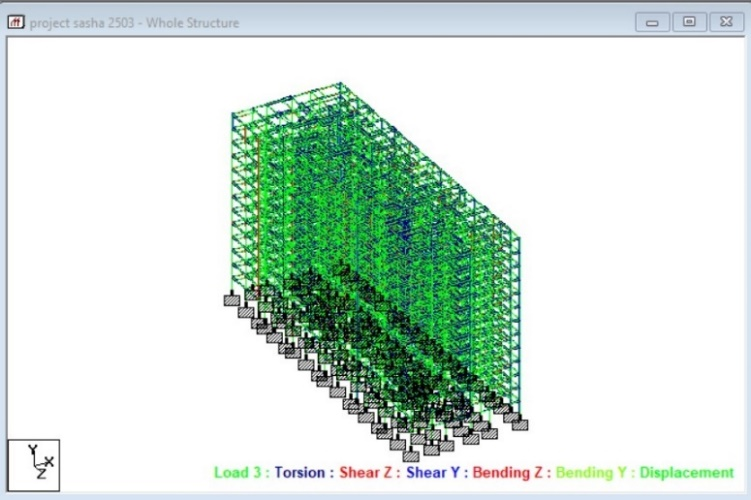 project sasha 2503 - Whole Structure
Y
X
Z
Load 3 : Torsion : Shear Z : Shear Y : Bending Z : Bending Y : Displacement